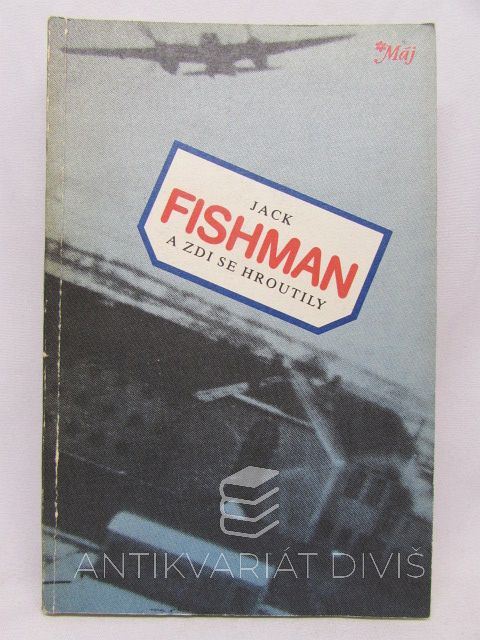 Máj
JACK
FISHMAN
A ZDI SE HROUTILY
ANTIKVARIÁT DIVIŠ